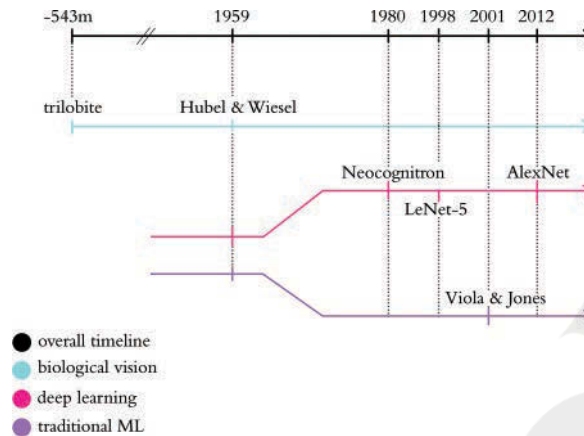 -543m 1959 1980 1998 2001 2012
trilobite Hubel & Wiesel
Neocognitron AlexNet
LeNet-5
Viola & Jones
overall timeline
biological vision
deep learning
traditional ML